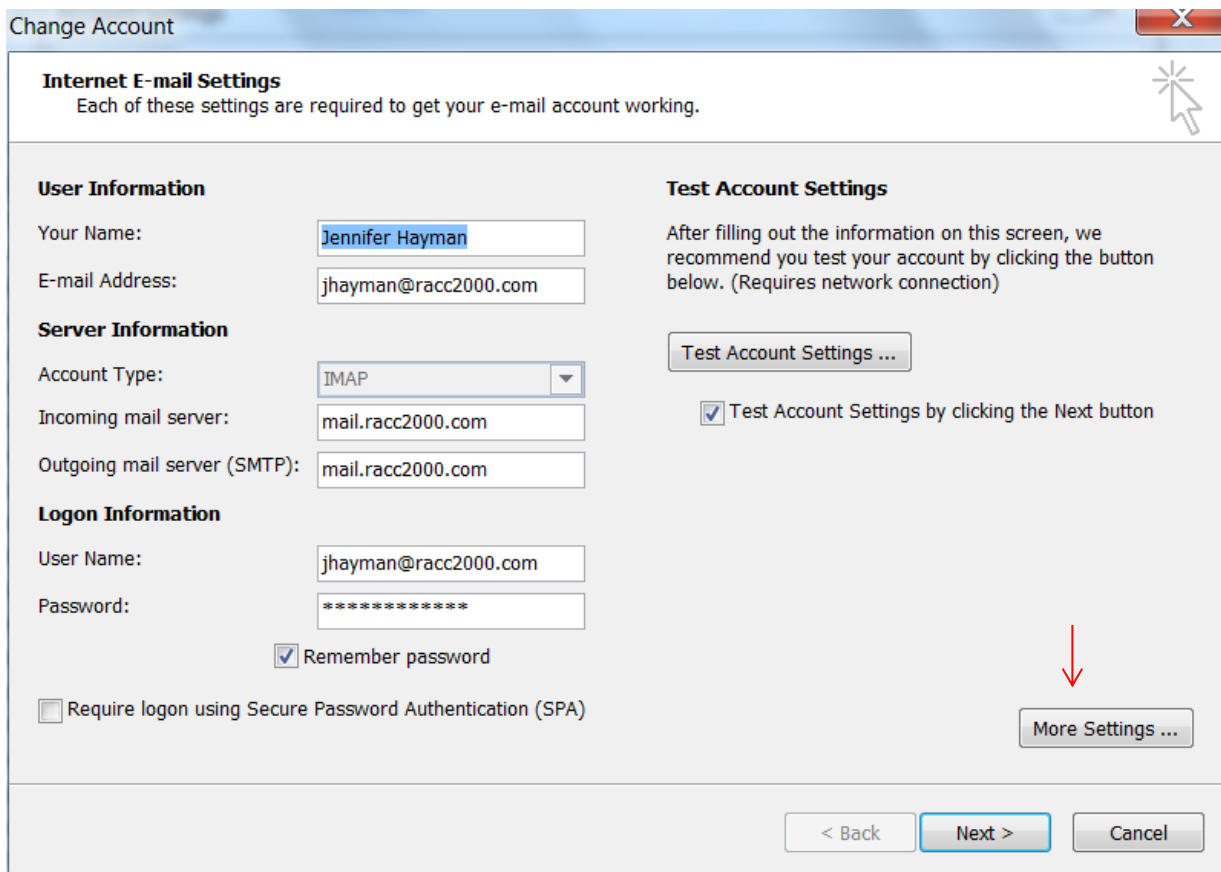 Change Account
X
Internet E-mail Settings
Each of these settings are required to get your e-mail account working.
User Information
Your Name:
Jennifer Hayman
E-mail Address:
jhayman@racc2000.com
Server Information
Account Type:
IMAP
Incoming mail server:
mail.racc2000.com
Outgoing mail server (SMTP):
mail.racc2000.com
Logon Information
User Name:
jhayman@racc2000.com
Password:
************
Remember password
Require logon using Secure Password Authentication (SPA)
Test Account Settings
After filling out the information on this screen, we
recommend you test your account by clicking the button
below. (Requires network connection)
Test Account Settings ...
Test Account Settings by clicking the Next button
More Settings ...
< Back
Next >
Cancel